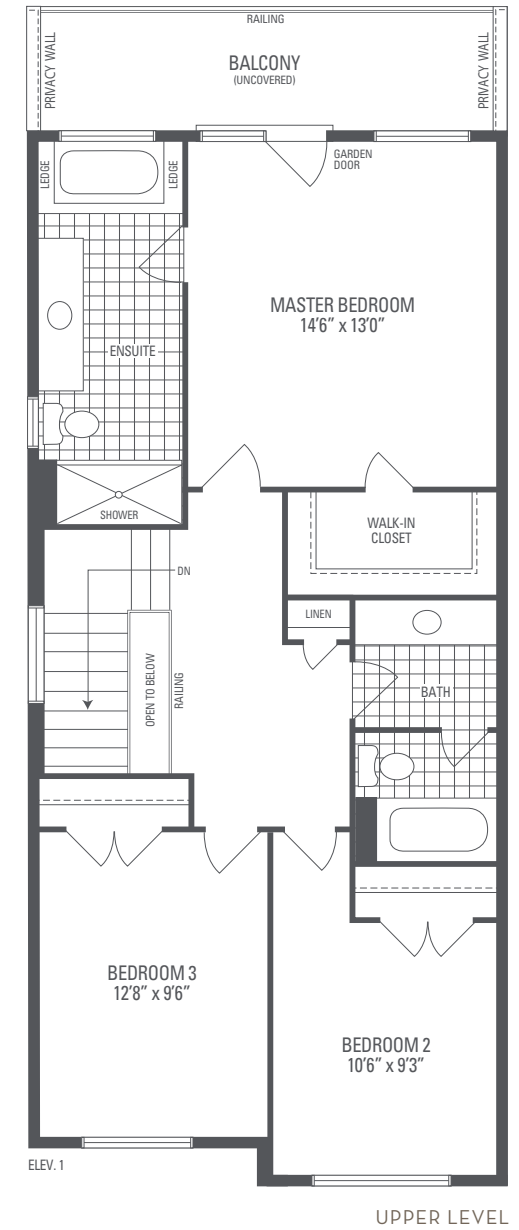 RAILING
PRIVACY WALL
BALCONY
(UNCOVERED)
PRIVACY WALL
LEDGE
LEDGE
GARDEN
DOOR
MASTER BEDROOM
14'6" x 13'0"
ENSUITE
SHOWER
WALK-IN
CLOSET
DN
LINEN
OPEN TO BELOW
RAILING
BATH
BEDROOM 3
12'8" x 9'6"
BEDROOM 2
10'6" x 9'3"
ELEV. 1
UPPER LEVEL